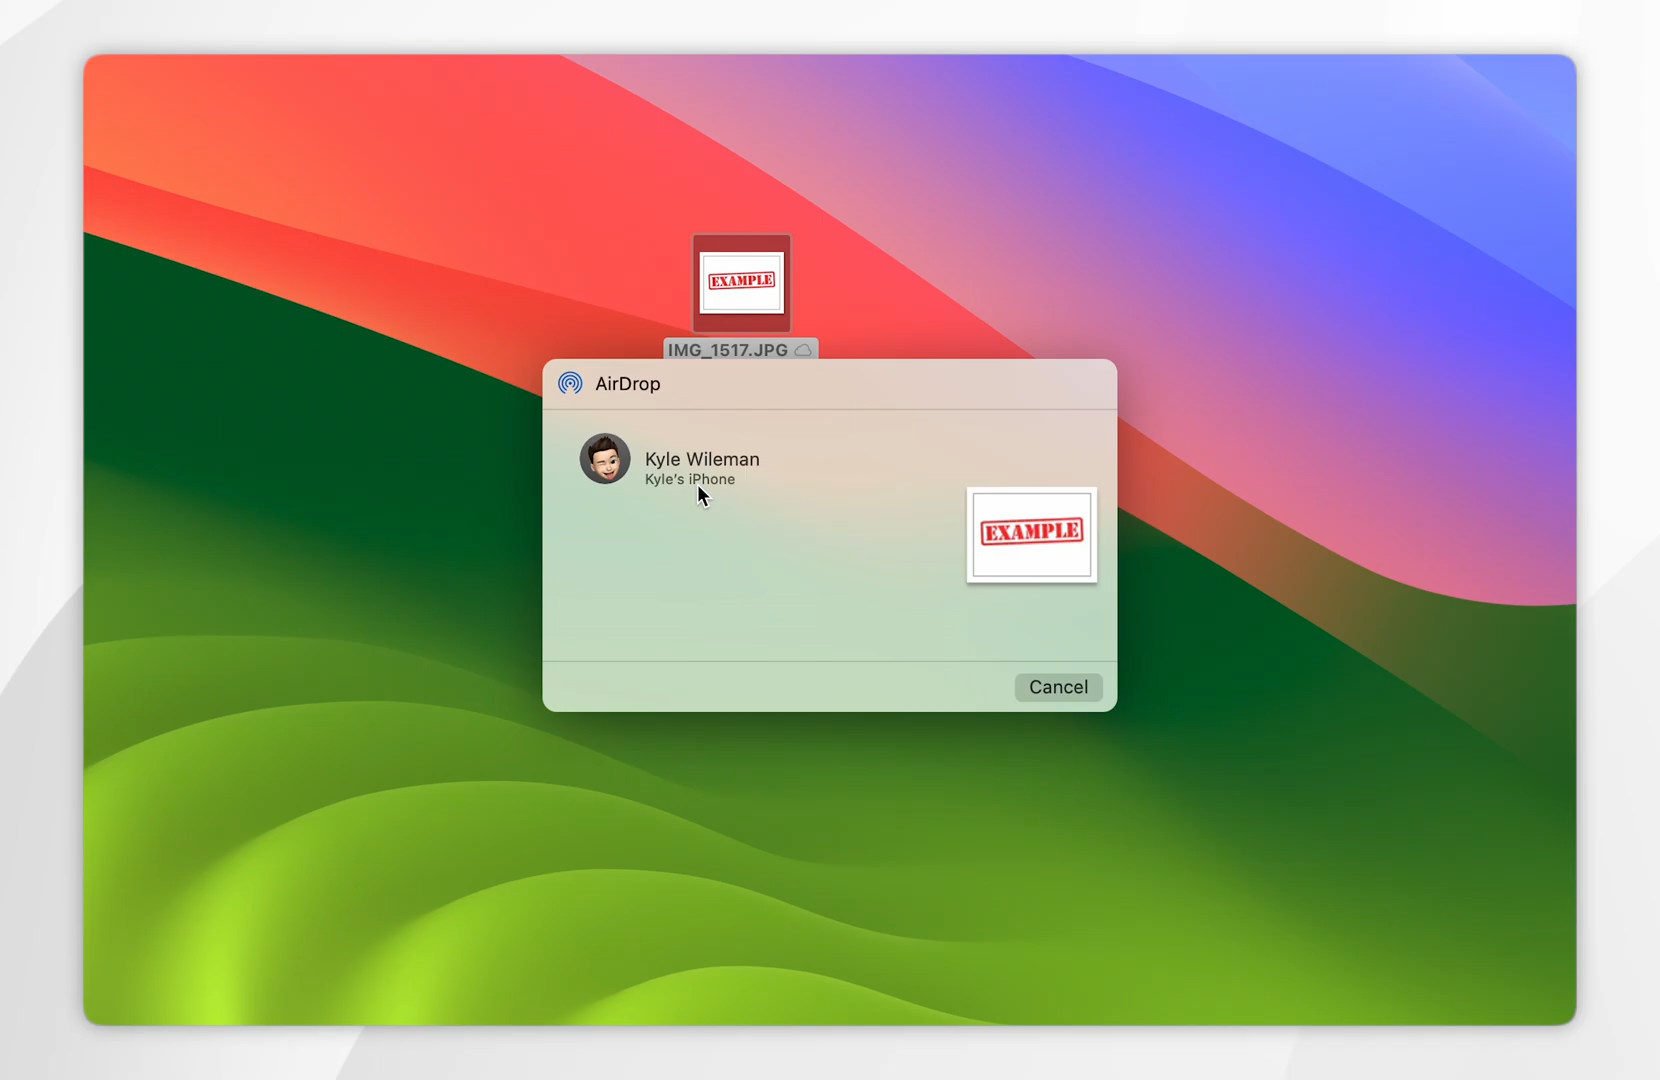 EXAMPLE
IMG_1517.JPG
AirDrop
Kyle Wileman
Kyle's iPhone
EXAMPLE
Cancel